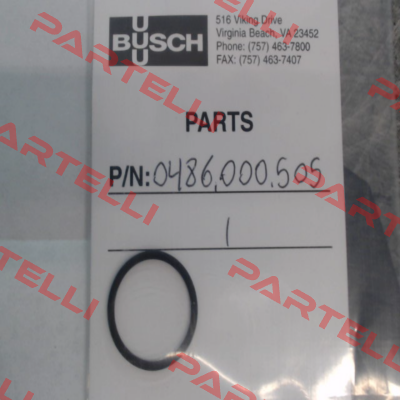 BUSCH
516 Viking Drive
Virginia Beach, VA 23452
Phone: (757) 463-7800
FAX: (757) 463-7407
PARTS
P/N: 0486.000.505
1
PARTELLI
PARTELLI
PARTELLI
PARTELLI
PARTELLI